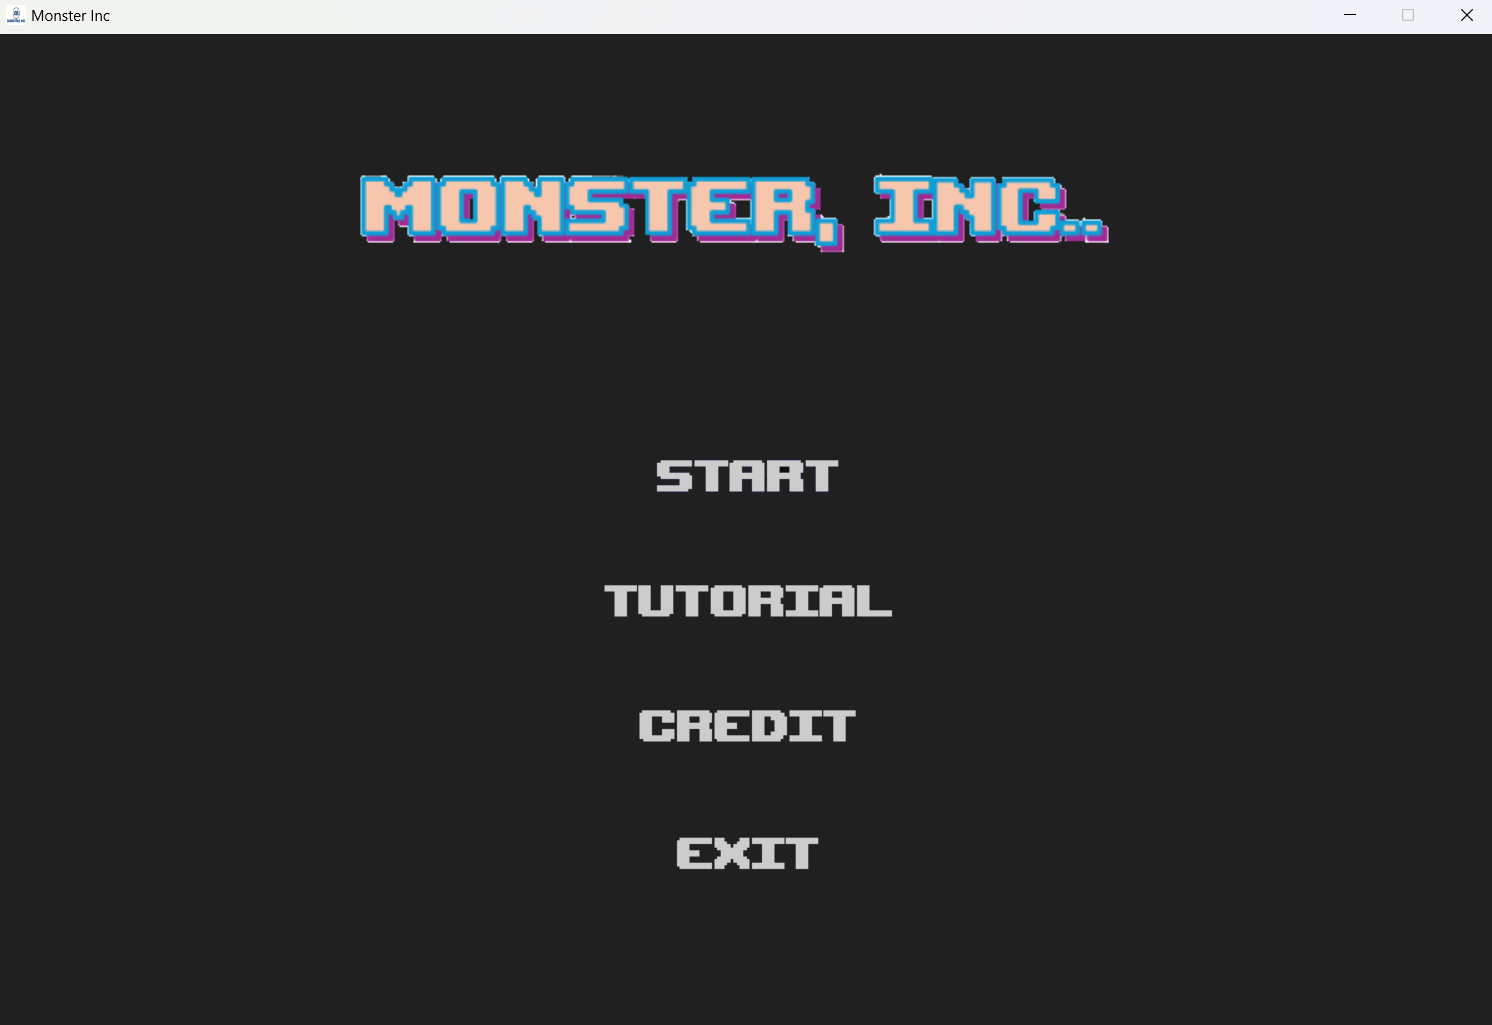 Monster Inc
MONSTER, INC..
START
TUTORIAL
CREDIT
EXIT